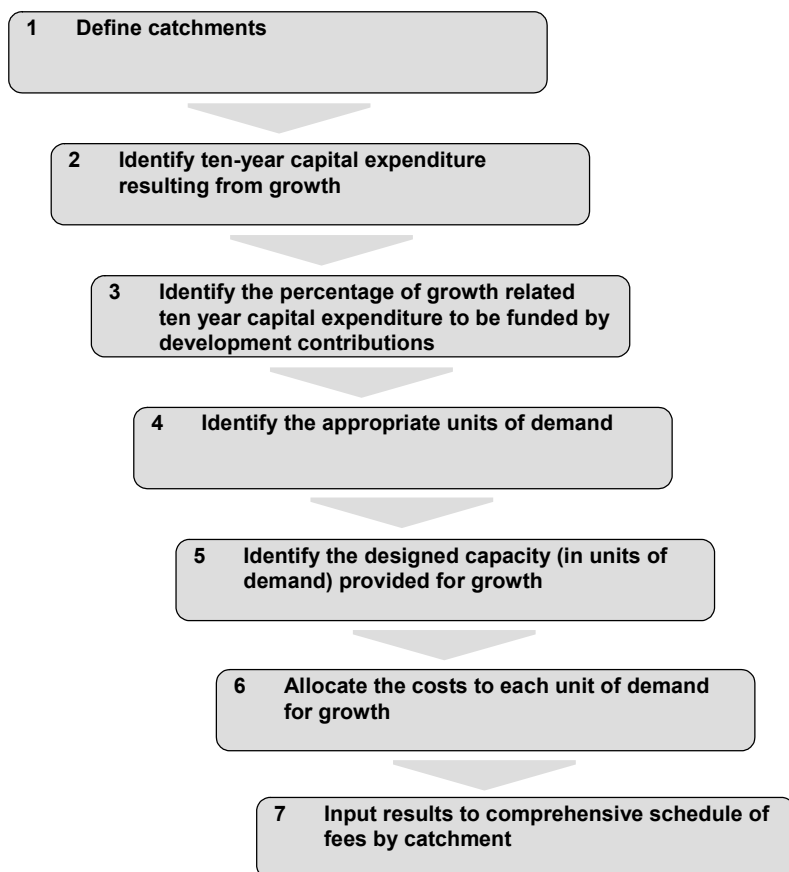 1 Define catchments
2 Identify ten-year capital expenditure
resulting from growth
3 Identify the percentage of growth related
ten year capital expenditure to be funded by
development contributions
4 Identify the appropriate units of demand
5 Identify the designed capacity (in units of
demand) provided for growth
6 Allocate the costs to each unit of demand
for growth
7 Input results to comprehensive schedule of
fees by catchment